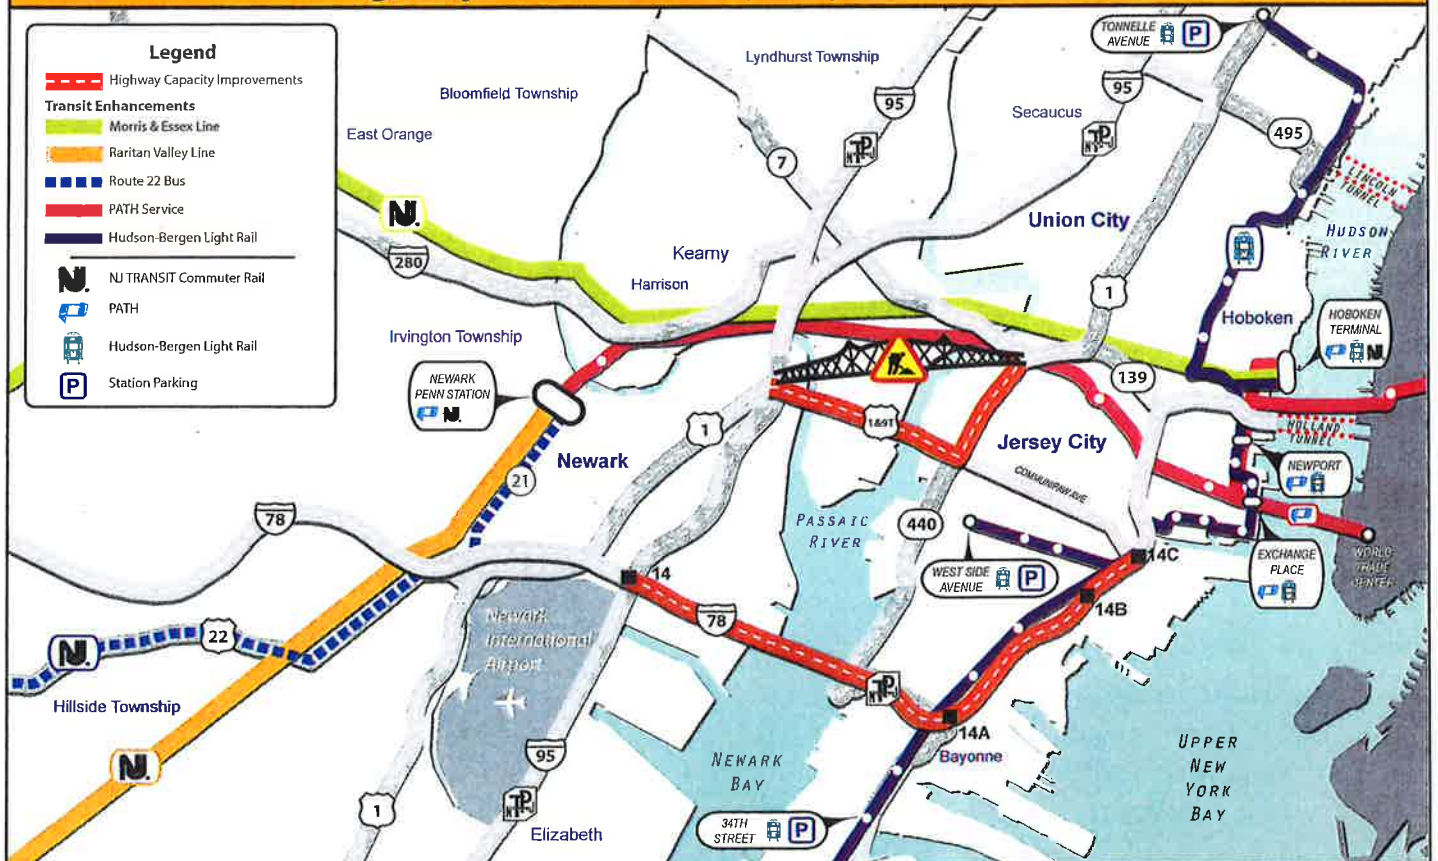 Legend
Highway Capacity Improvements
Transit Enhancements
Morris & Essex Line
Raritan Valley Line
Route 22 Bus
PATH Service
Hudson-Bergen Light Rail
NJ TRANSIT Commuter Rail
PATH
Hudson-Bergen Light Rail
P
Station Parking
TONNELLE
AVENUE
P
Lyndhurst Township
Bloomfield Township
East Orange
95
95
Secaucus
495
7
LINCOLN
TUNNEL
Union City
HUDSON
RIVER
280
Kearny
Harrison
1
Hoboken
HOBOKEN
TERMINAL
Irvington Township
NEWARK
PENN STATION
139
1&9T
1
Jersey City
HOLLAND
TUNNEL
Newark
21
COMMUNIPAW AVE
NEWPORT
78
PASSAIC
RIVER
440
WORLD
TRADE
CENTER
14
WEST SIDE
AVENUE
P
14C
EXCHANGE
PLACE
14B
78
Newark
International
Airport
22
Hillside Township
14A
Bayonne
95
NEWARK
BAY
UPPER
NEW
YORK
BAY
1
Elizabeth
34TH
STREET
P